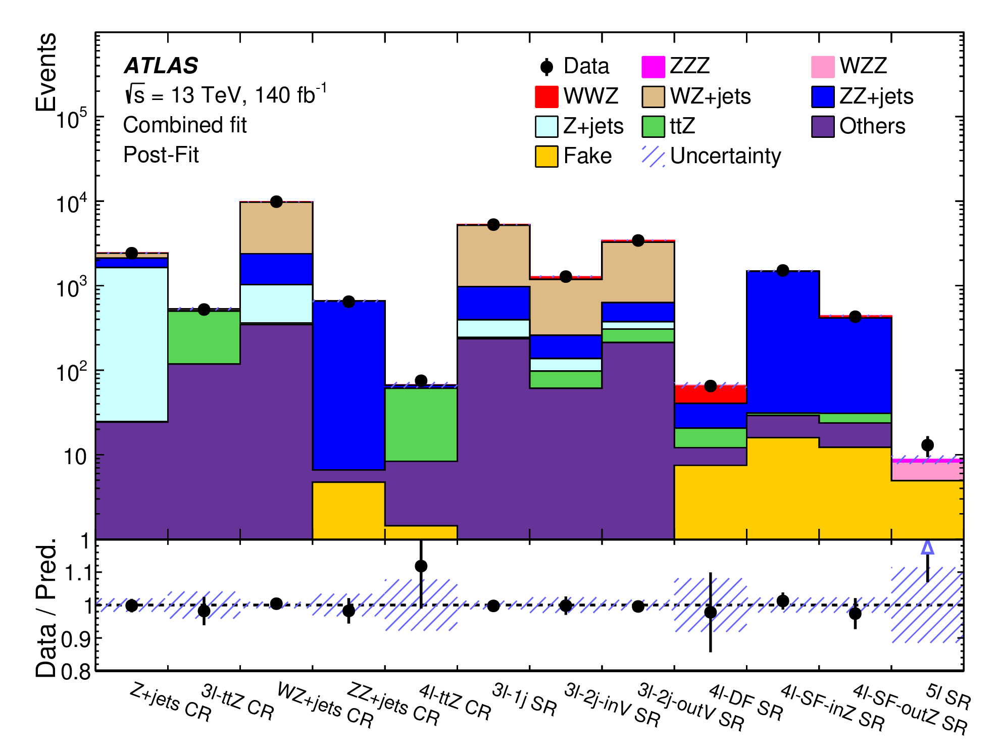 Events
ATLAS
√s = 13 TeV, 140 fb⁻¹
Combined fit
Post-Fit
Data ZZZ WZZ
WWZ WZ+jets ZZ+jets
Z+jets ttZ Others
Fake Uncertainty
10⁵
10⁴
10³
10²
10
1
Data / Pred.
1.1
1
0.9
0.8
Z+jets CR
3l-ttZ CR
WZ+jets CR
ZZ+jets CR
4l-ttZ CR
3l-1j SR
3l-2j-inV SR
3l-2j-outV SR
4l-DF SR
4l-SF-inZ SR
4l-SF-outZ SR
5l SR